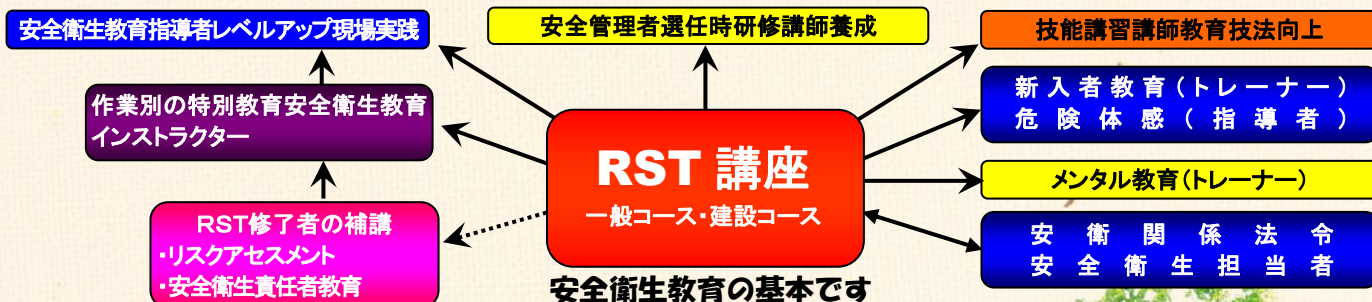 安全衛生教育指導者レベルアップ現場実践
安全管理者選任時研修講師養成
技能講習講師教育技法向上
作業別の特別教育安全衛生教育
インストラクター
新入者教育(トレーナー)
危険体感(指導者)
RST 講座
一般コース・建設コース
メンタル教育(トレーナー)
RST修了者の補講
・リスクアセスメント
・安全衛生責任者教育
安衛関係法令
安全衛生担当者
安全衛生教育の基本です